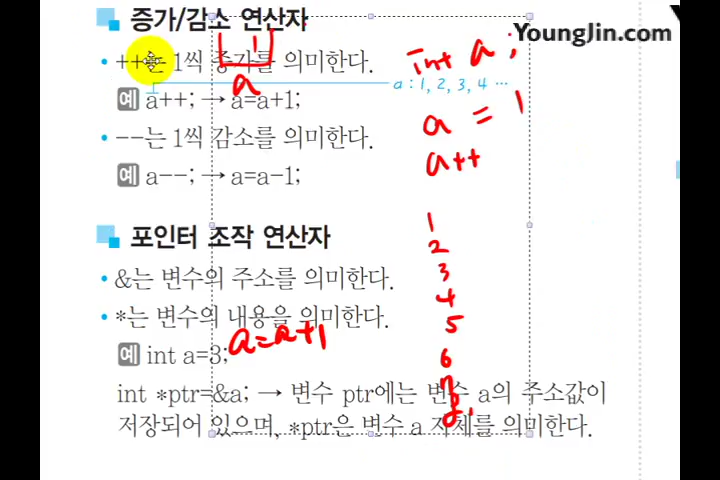 증가/감소 연산자
YoungJin.com
• ++는 1씩 증가를 의미한다.
1
a
int a ;
a : 1, 2, 3, 4 …
예 a++; → a=a+1;
a = 1
• --는 1씩 감소를 의미한다.
a++
예 a--; → a=a-1;
포인터 조작 연산자
1
2
• &는 변수의 주소를 의미한다.
3
4
• *는 변수의 내용을 의미한다.
5
a=a+1
예 int a=3;
6
7
int *ptr=&a; → 변수 ptr에는 변수 a의 주소값이
저장되어 있으며, *ptr은 변수 a 자체를 의미한다.